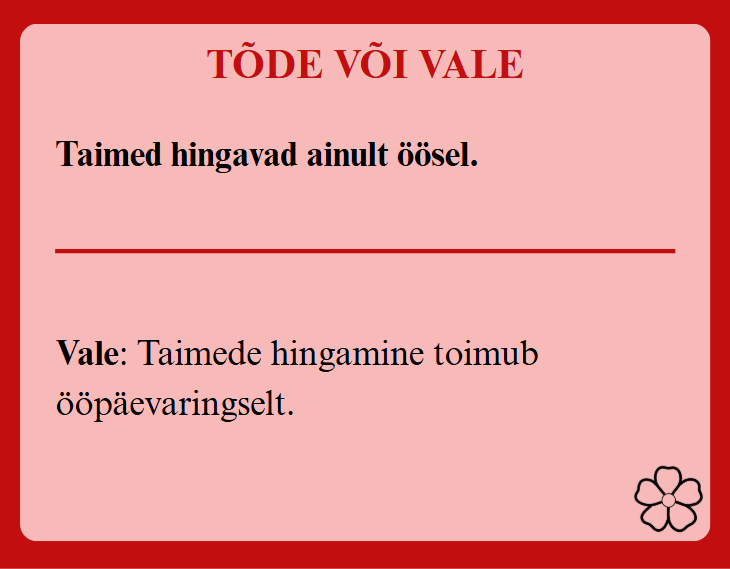 TÕDE VÕI VALE
Taimed hingavad ainult öösel.
Vale: Taimede hingamine toimub
ööpäevaringselt.